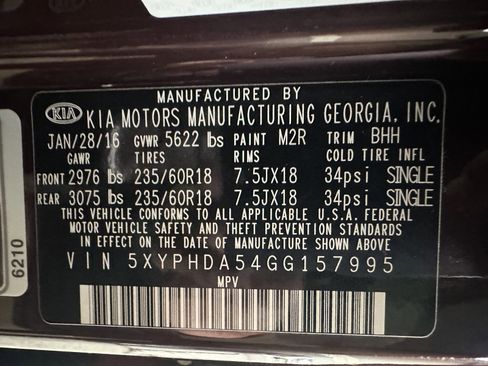 MANUFACTURED BY
KIA KIA MOTORS MANUFACTURING GEORGIA, INC.
JAN/28/16 GVWR 5622 lbs PAINT M2R TRIM BHH
GAWR TIRES RIMS COLD TIRE INFL
FRONT 2976 lbs 235/60R18 7.5JX18 34psi SINGLE
REAR 3075 lbs 235/60R18 7.5JX18 34psi SINGLE
THIS VEHICLE CONFORMS TO ALL APPLICABLE U.S.A. FEDERAL
MOTOR VEHICLE SAFETY AND THEFT PREVENTION STANDARDS
IN EFFECT ON THE DATE OF MANUFACTURE SHOWN ABOVE
VIN 5XYPHDA54GG157995
MPV
6210